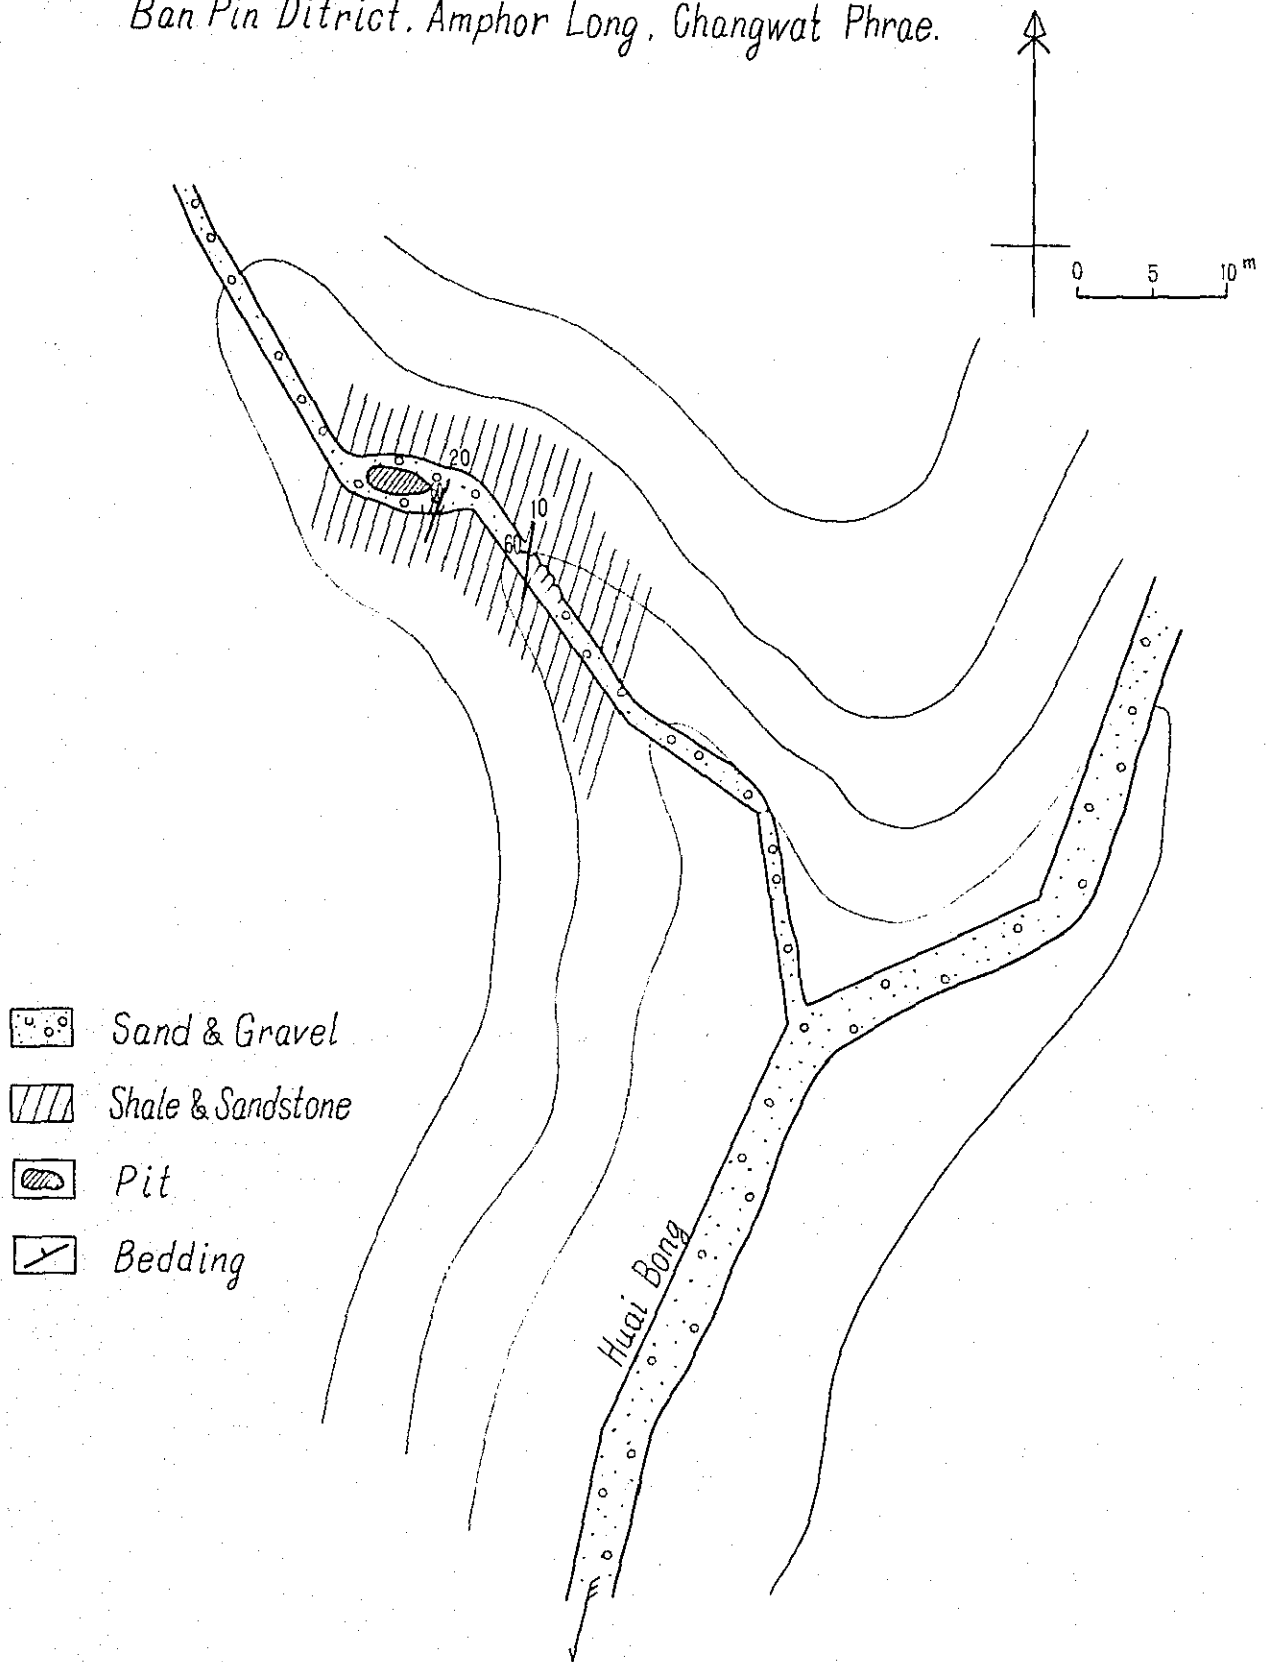 Ban Pin Ditrict. Amphor Long, Changwat Phrae.
0 5 10 m
20
10
60
Sand & Gravel
Shale & Sandstone
Pit
Bedding
Huai Bong